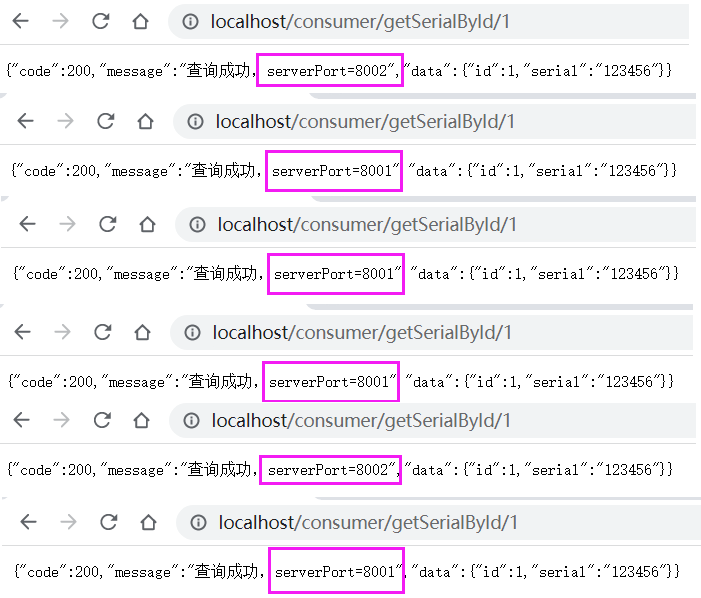 localhost/consumer/getSerialById/1
{"code":200,"message":"查询成功, serverPort=8002","data":{"id":1,"serial":"123456"}}
localhost/consumer/getSerialById/1
{"code":200,"message":"查询成功, serverPort=8001" "data":{"id":1,"serial":"123456"}}
localhost/consumer/getSerialById/1
{"code":200,"message":"查询成功, serverPort=8001" "data":{"id":1,"serial":"123456"}}
localhost/consumer/getSerialById/1
{"code":200,"message":"查询成功, serverPort=8001" "data":{"id":1,"serial":"123456"}}
localhost/consumer/getSerialById/1
{"code":200,"message":"查询成功, serverPort=8002","data":{"id":1,"serial":"123456"}}
localhost/consumer/getSerialById/1
{"code":200,"message":"查询成功, serverPort=8001","data":{"id":1,"serial":"123456"}}